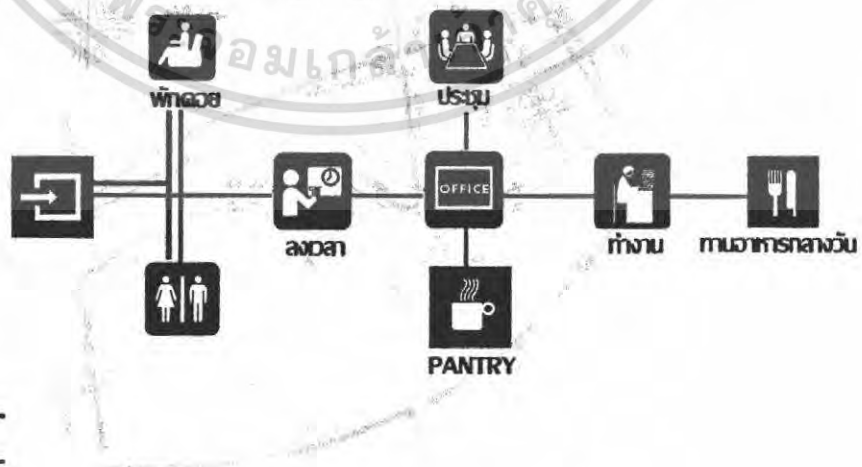 พักคอย
ประชุม
OFFICE
ลงเวลา
ทำงาน
ทานอาหารกลางวัน
PANTRY